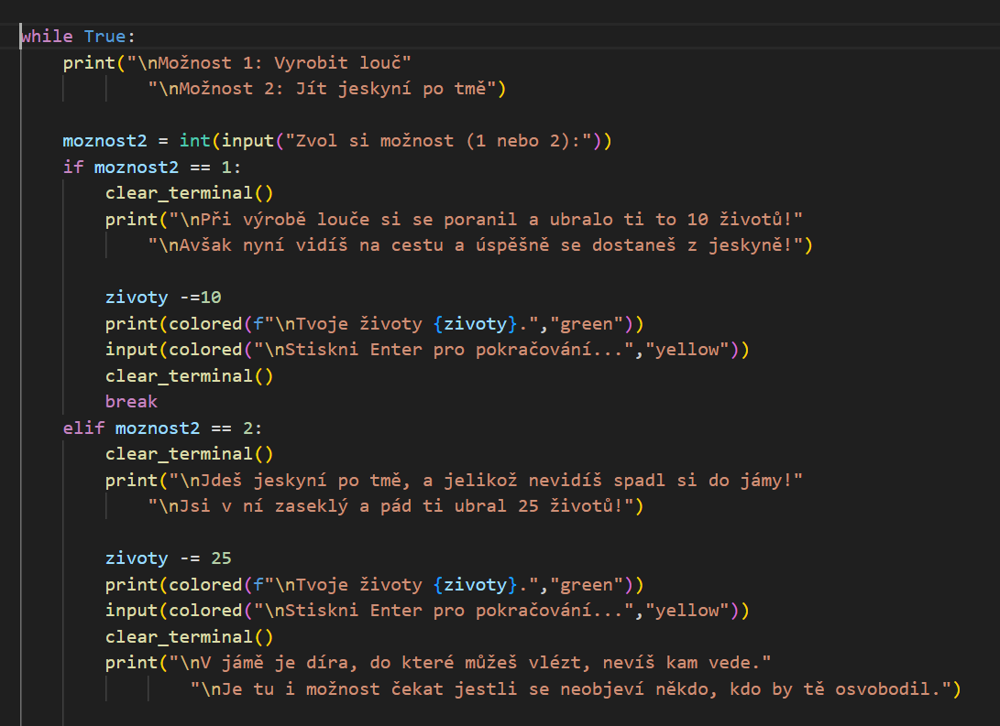 while True:
    print("\nMožnost 1: Vyrobit louč"
            "\nMožnost 2: Jít jeskyní po tmě")
    moznost2 = int(input("Zvol si možnost (1 nebo 2):"))
    if moznost2 == 1:
        clear_terminal()
        print("\nPři výrobě louče si se poranil a ubralo ti to 10 životů!"
            "\nAvšak nyní vidíš na cestu a úspěšně se dostaneš z jeskyně!")
        zivoty -=10
        print(colored(f"\nTvoje životy {zivoty}.","green"))
        input(colored("\nStiskni Enter pro pokračování...","yellow"))
        clear_terminal()
        break
    elif moznost2 == 2:
        clear_terminal()
        print("\nJdeš jeskyní po tmě, a jelikož nevidíš spadl si do jámy!"
            "\nJsi v ní zaseklý a pád ti ubral 25 životů!")
        zivoty -= 25
        print(colored(f"\nTvoje životy {zivoty}.","green"))
        input(colored("\nStiskni Enter pro pokračování...","yellow"))
        clear_terminal()
        print("\nV jámě je díra, do které můžeš vlézt, nevíš kam vede."
                "\nJe tu i možnost čekat jestli se neobjeví někdo, kdo by tě osvobodil.")